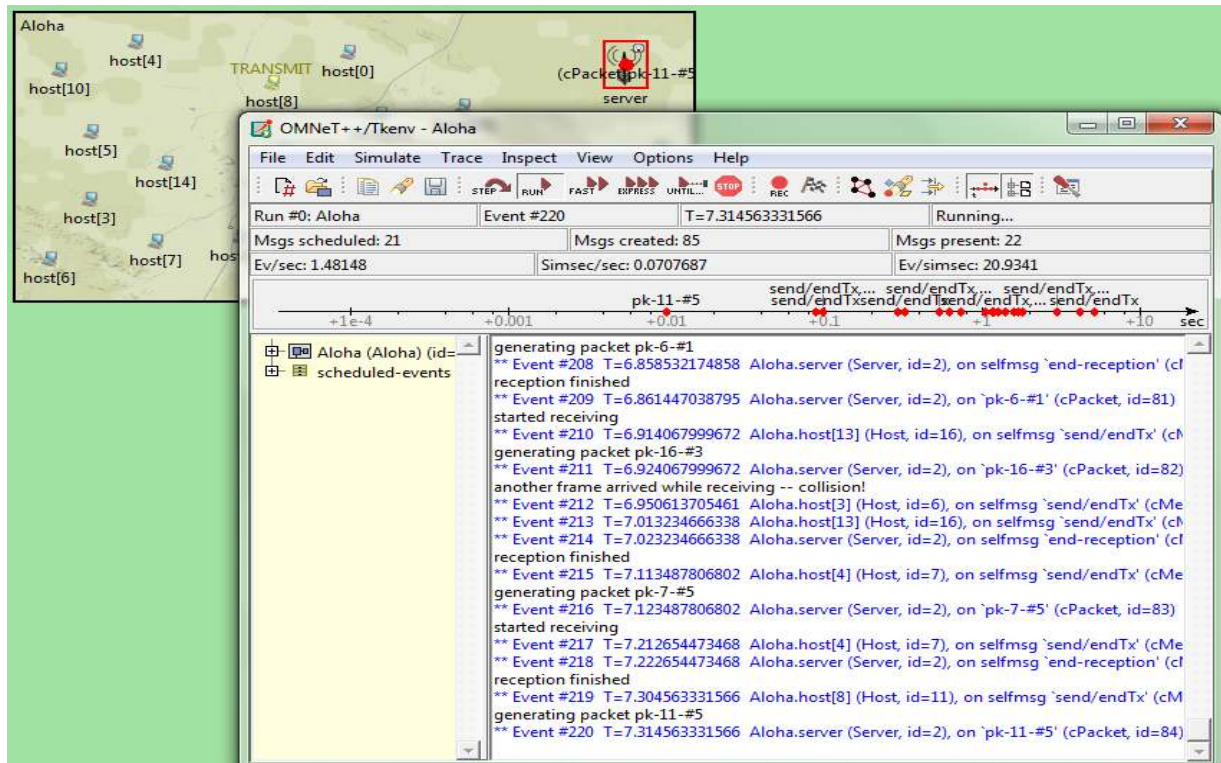 Aloha
host[4]
host[10]
TRANSMIT host[0]
host[8]
(cPacket)pk-11-#5
server
host[5]
host[14]
host[3]
host[7]
hos
host[6]
OMNeT++/Tkenv - Aloha
File Edit Simulate Trace Inspect View Options Help
STEP RUN FAST EXPRESS UNTIL... STOP REC
Run #0: Aloha Event #220 T=7.314563331566 Running...
Msgs scheduled: 21 Msgs created: 85 Msgs present: 22
Ev/sec: 1.48148 Simsec/sec: 0.0707687 Ev/simsec: 20.9341
send/endTx,... send/endTx,... send/endTx,...
pk-11-#5 send/endTx send/endTx send/endTx,... send/endTx
+1e-4 +0.001 +0.01 +0.1 +1 +10 sec
Aloha (Aloha) (id=
scheduled-events
generating packet pk-6-#1
** Event #208 T=6.858532174858 Aloha.server (Server, id=2), on selfmsg `end-reception' (cM
reception finished
** Event #209 T=6.861447038795 Aloha.server (Server, id=2), on `pk-6-#1' (cPacket, id=81)
started receiving
** Event #210 T=6.914067999672 Aloha.host[13] (Host, id=16), on selfmsg `send/endTx' (cM
generating packet pk-16-#3
** Event #211 T=6.924067999672 Aloha.server (Server, id=2), on `pk-16-#3' (cPacket, id=82)
another frame arrived while receiving -- collision!
** Event #212 T=6.950613705461 Aloha.host[3] (Host, id=6), on selfmsg `send/endTx' (cMe
** Event #213 T=7.013234666338 Aloha.host[13] (Host, id=16), on selfmsg `send/endTx' (cM
** Event #214 T=7.023234666338 Aloha.server (Server, id=2), on selfmsg `end-reception' (cM
reception finished
** Event #215 T=7.113487806802 Aloha.host[4] (Host, id=7), on selfmsg `send/endTx' (cMe
generating packet pk-7-#5
** Event #216 T=7.123487806802 Aloha.server (Server, id=2), on `pk-7-#5' (cPacket, id=83)
started receiving
** Event #217 T=7.212654473468 Aloha.host[4] (Host, id=7), on selfmsg `send/endTx' (cMe
** Event #218 T=7.222654473468 Aloha.server (Server, id=2), on selfmsg `end-reception' (cM
reception finished
** Event #219 T=7.304563331566 Aloha.host[8] (Host, id=11), on selfmsg `send/endTx' (cM
generating packet pk-11-#5
** Event #220 T=7.314563331566 Aloha.server (Server, id=2), on `pk-11-#5' (cPacket, id=84)